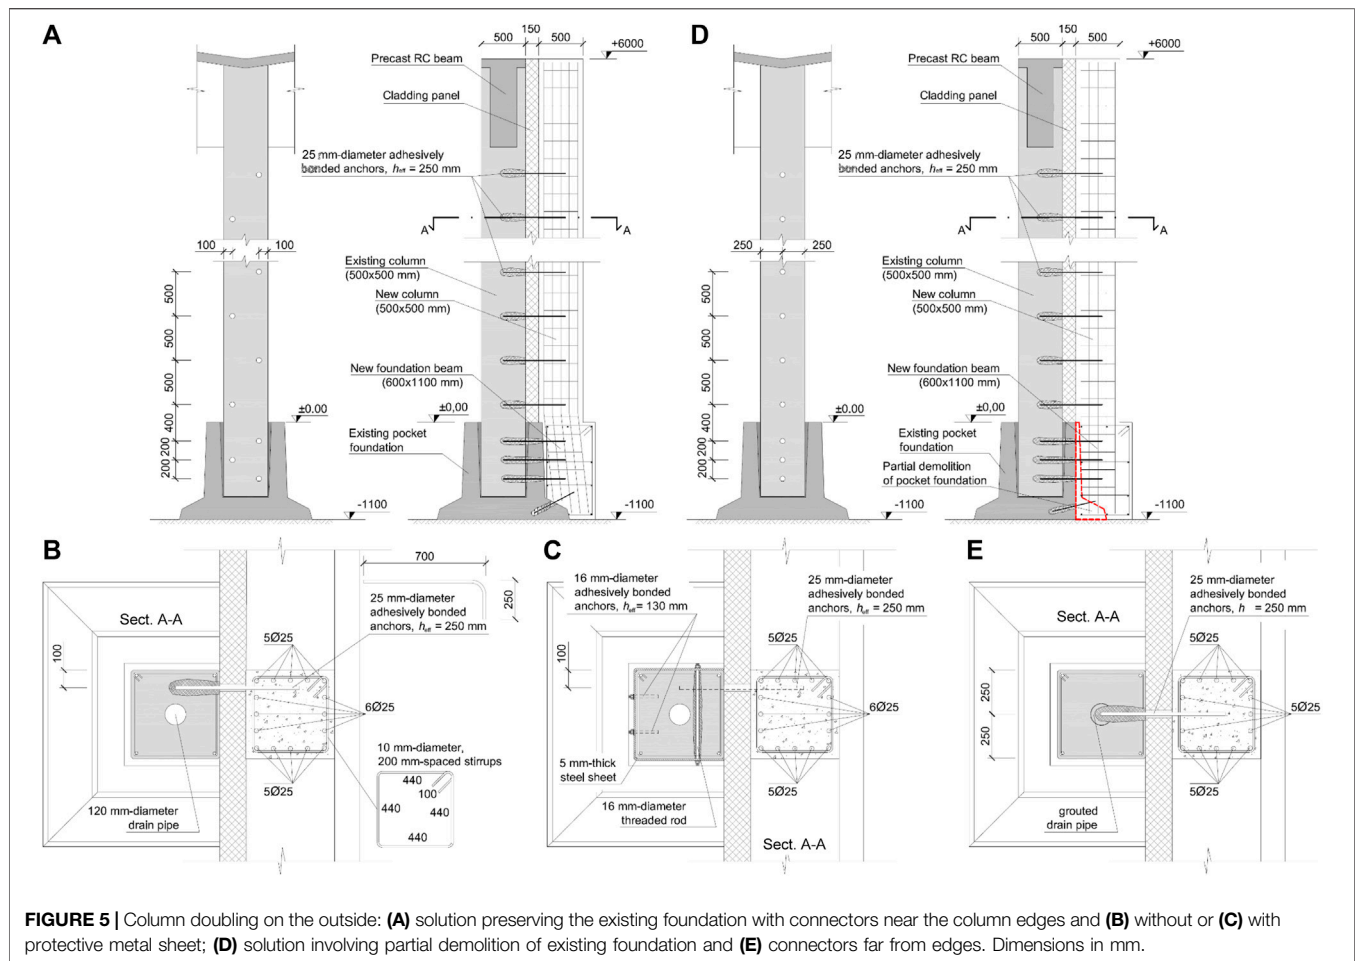 A
500
150
500
+6000
Precast RC beam
Cladding panel
25 mm-diameter adhesively
bonded anchors, heff = 250 mm
A
A
100
100
Existing column
(500x500 mm)
New column
(500x500 mm)
500
500
500
400
200
200
New foundation beam
(600x1100 mm)
±0.00
±0,00
Existing pocket
foundation
-1100
D
500
150
500
+6000
Precast RC beam
Cladding panel
25 mm-diameter adhesively
bonded anchors, heff = 250 mm
A
A
250
250
Existing column
(500x500 mm)
New column
(500x500 mm)
500
500
500
400
200
200
New foundation beam
(600x1100 mm)
±0.00
±0,00
Existing pocket
foundation
Partial demolition
of pocket foundation
-1100
-1100
B
Sect. A-A
700
250
25 mm-diameter
adhesively bonded
anchors, heff = 250 mm
100
5Ø25
6Ø25
10 mm-diameter,
200 mm-spaced stirrups
440
100
440
440
440
5Ø25
120 mm-diameter
drain pipe
C
16 mm-diameter
adhesively bonded
anchors, heff = 130 mm
25 mm-diameter
adhesively bonded
anchors, heff = 250 mm
100
5Ø25
6Ø25
5 mm-thick
steel sheet
5Ø25
16 mm-diameter
threaded rod
Sect. A-A
E
25 mm-diameter
adhesively bonded
anchors, h = 250 mm
Sect. A-A
5Ø25
250
250
5Ø25
5Ø25
grouted
drain pipe
FIGURE 5 | Column doubling on the outside: (A) solution preserving the existing foundation with connectors near the column edges and (B) without or (C) with
protective metal sheet; (D) solution involving partial demolition of existing foundation and (E) connectors far from edges. Dimensions in mm.